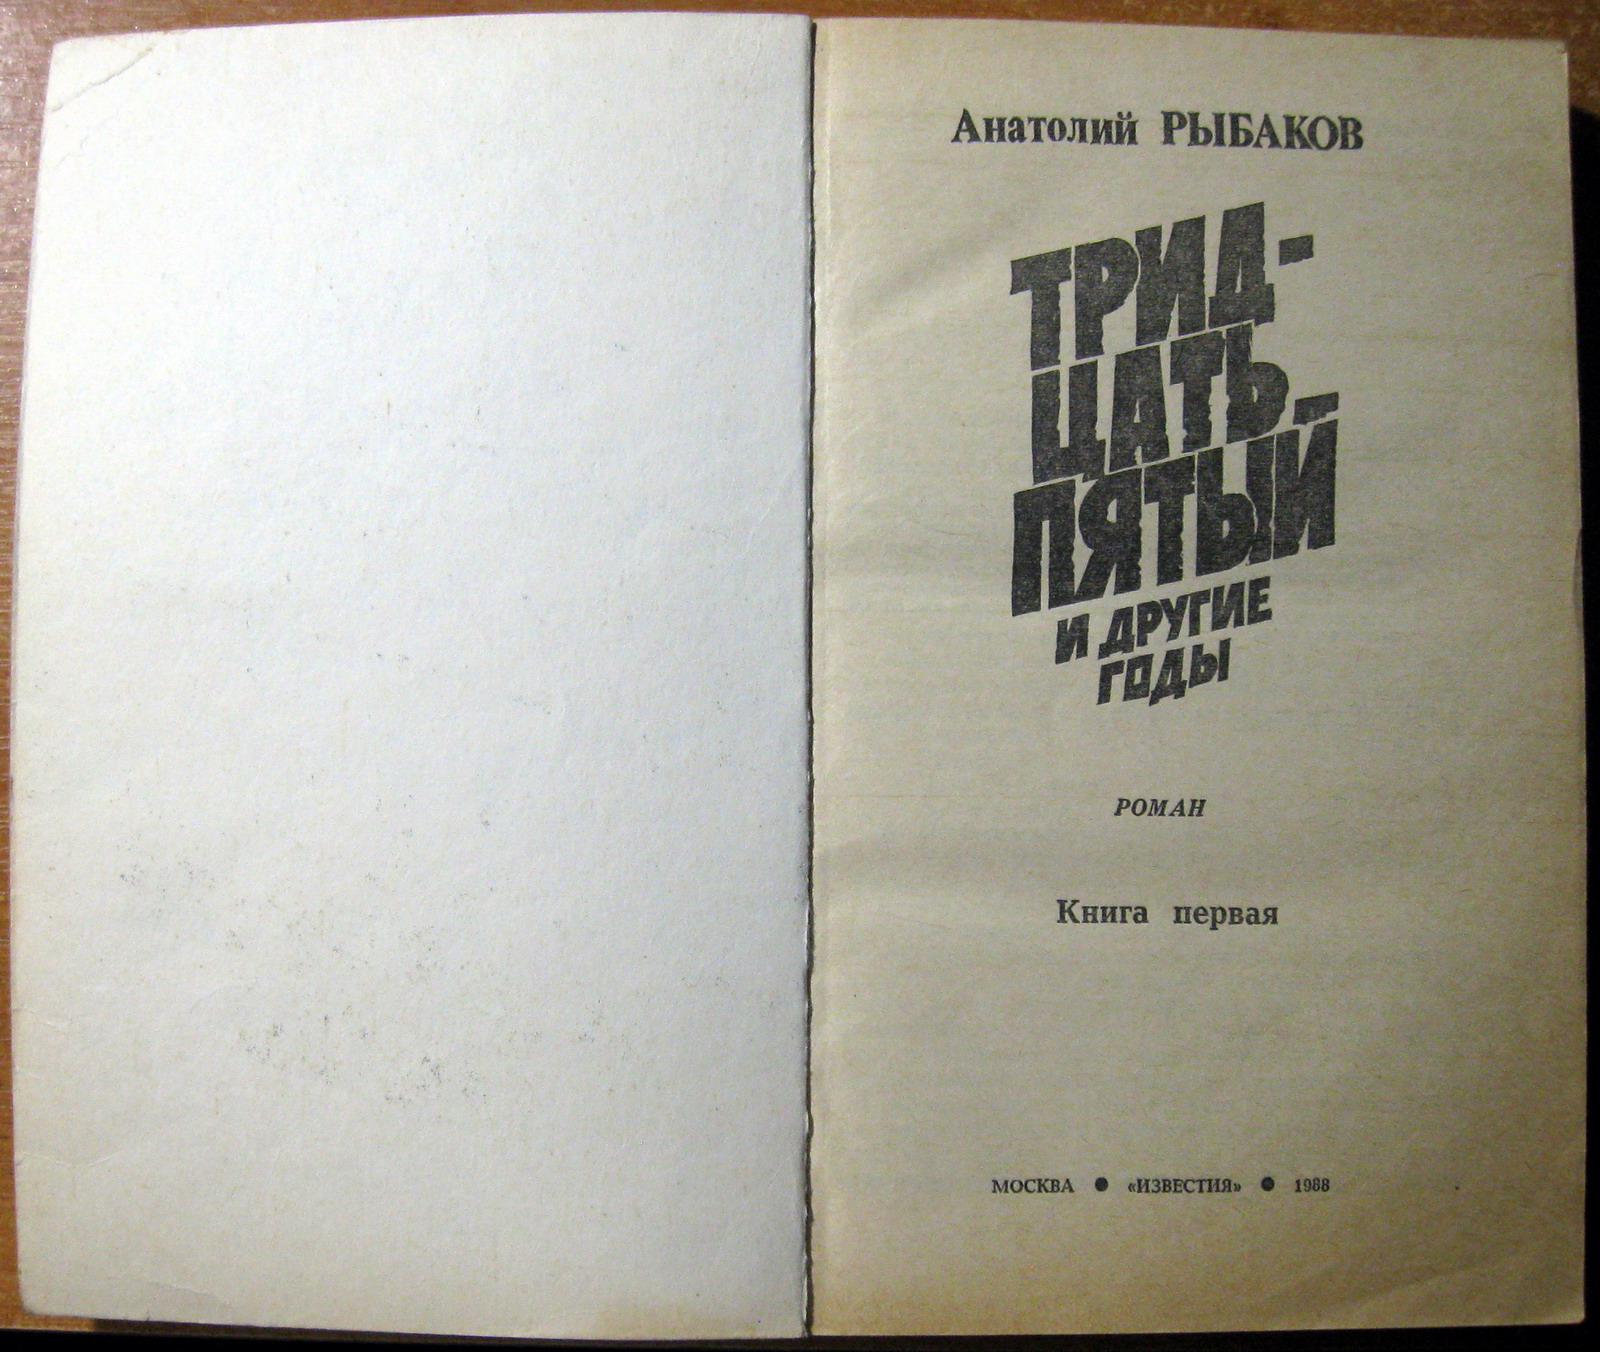 Анатолий РЫБАКОВ
ТРИД-
ЦАТЬ
ПЯТЫЙ
И ДРУГИЕ
ГОДЫ
РОМАН
Книга первая
МОСКВА ● «ИЗВЕСТИЯ» ● 1988